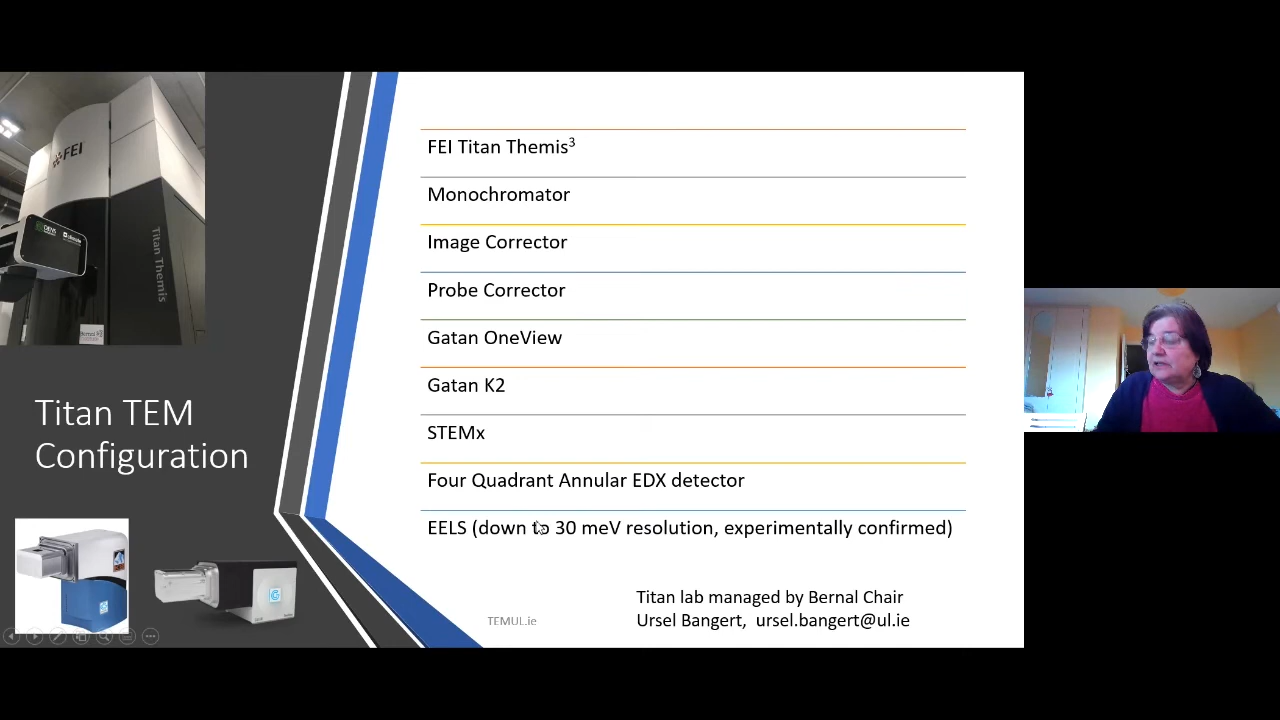 FEI
Titan Themis
Titan TEM
Configuration
FEI Titan Themis³
Monochromator
Image Corrector
Probe Corrector
Gatan OneView
Gatan K2
STEMx
Four Quadrant Annular EDX detector
EELS (down to 30 meV resolution, experimentally confirmed)
Titan lab managed by Bernal Chair
Ursel Bangert, ursel.bangert@ul.ie
TEMUL.ie